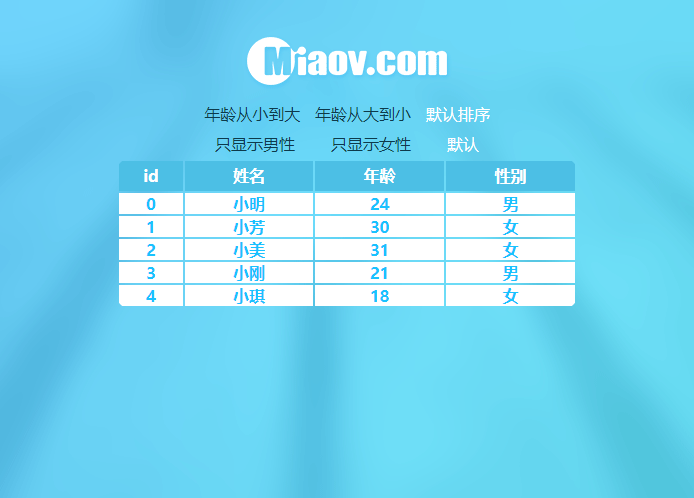 Miaov.com
年龄从小到大 年龄从大到小 默认排序
只显示男性 只显示女性 默认
id 姓名 年龄 性别
0 小明 24 男
1 小芳 30 女
2 小美 31 女
3 小刚 21 男
4 小琪 18 女